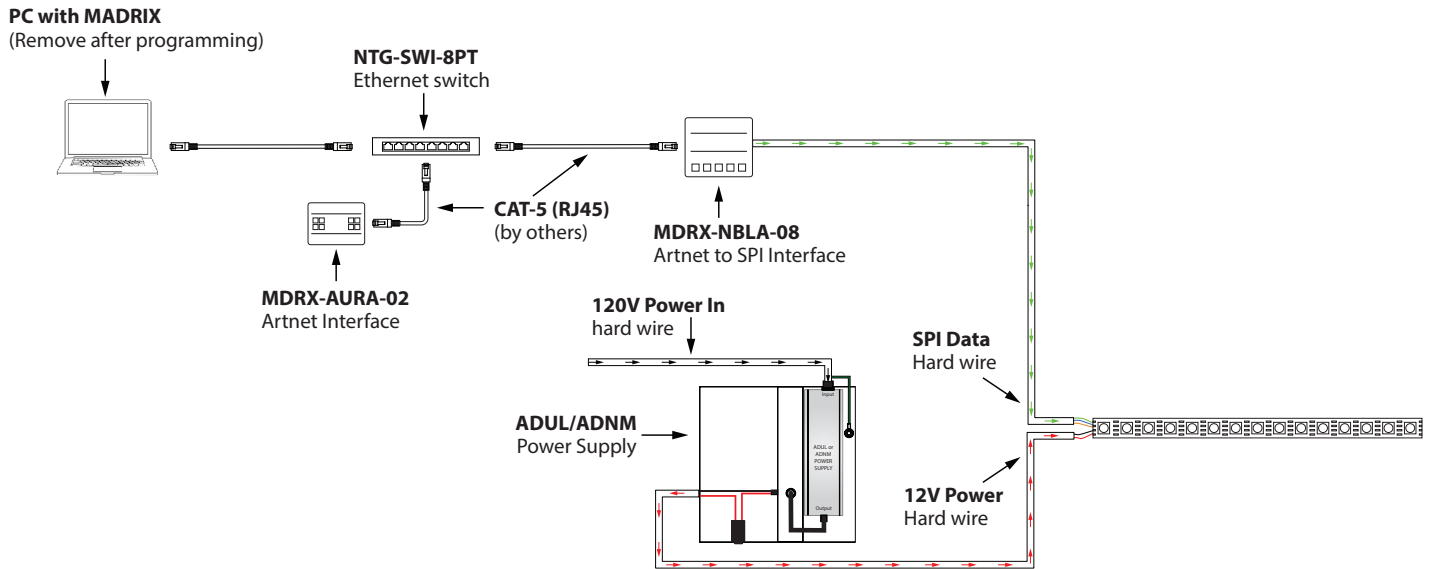 PC with MADRIX
(Remove after programming)
NTG-SWI-8PT
Ethernet switch
CAT-5 (RJ45)
(by others)
MDRX-NBLA-08
Artnet to SPI Interface
MDRX-AURA-02
Artnet Interface
120V Power In
hard wire
SPI Data
Hard wire
ADUL/ADNM
Power Supply
Input
ADUL or
ADNM
POWER
SUPPLY
Output
12V Power
Hard wire